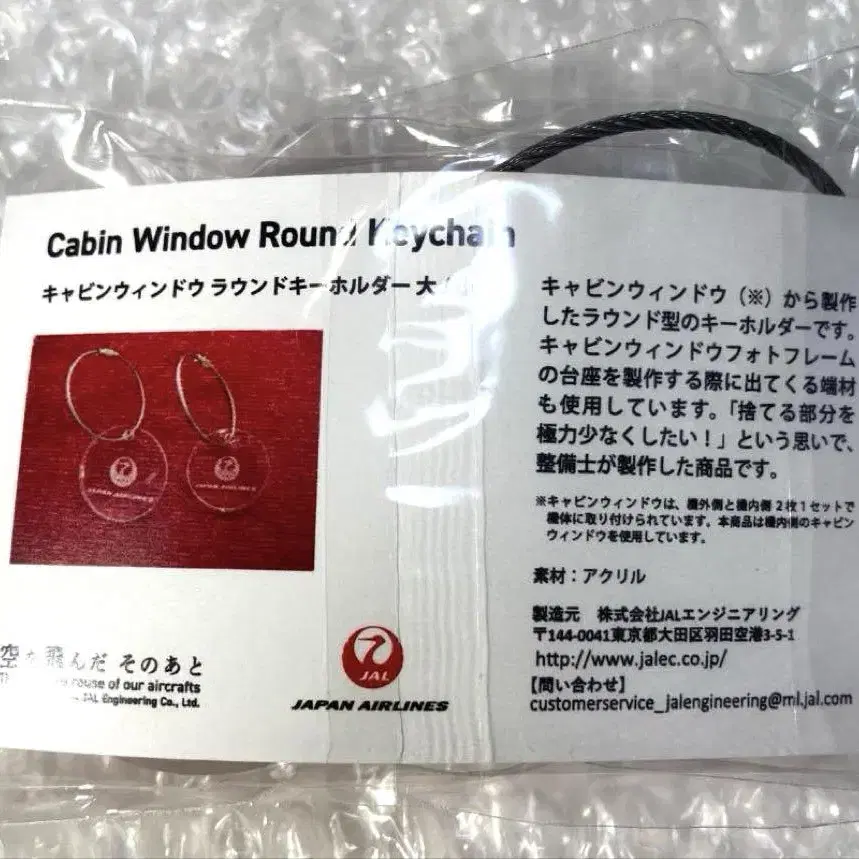 Cabin Window Round Keychain
キャビンウィンドウ ラウンドキーホルダー 大
JAL
JAPAN AIRLINES
JAL
JAPAN AIRLINES
キャビンウィンドウ（※）から製作
したラウンド型のキーホルダーです。
キャビンウィンドウフォトフレーム
の台座を製作する際に出てくる端材
も使用しています。「捨てる部分を
極力少なくしたい！」という思いで、
整備士が製作した商品です。
※キャビンウィンドウは、機外側と機内側 2枚1セットで
機体に取り付けられています。本商品は機内側のキャビン
ウィンドウを使用しています。
素材：アクリル
製造元 株式会社JALエンジニアリング
〒144-0041東京都大田区羽田空港3-5-1
http://www.jalec.co.jp/
【問い合わせ】
customerservice_jalengineering@ml.jal.com
空を飛んだ そのあと
of our aircrafts
JAL Engineering Co., Ltd.
JAL
JAPAN AIRLINES